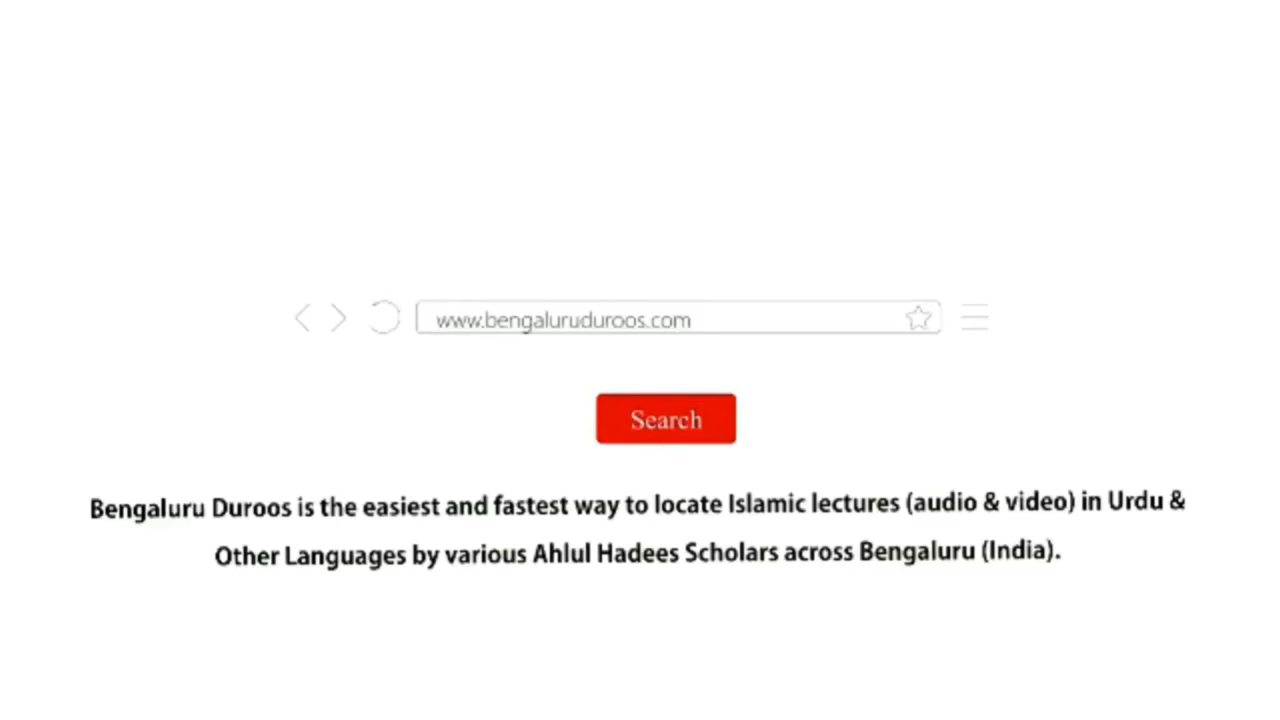 www.bengaluruduroos.com
Search
Bengaluru Duroos is the easiest and fastest way to locate Islamic lectures (audio & video) in Urdu &
Other Languages by various Ahlul Hadees Scholars across Bengaluru (India).